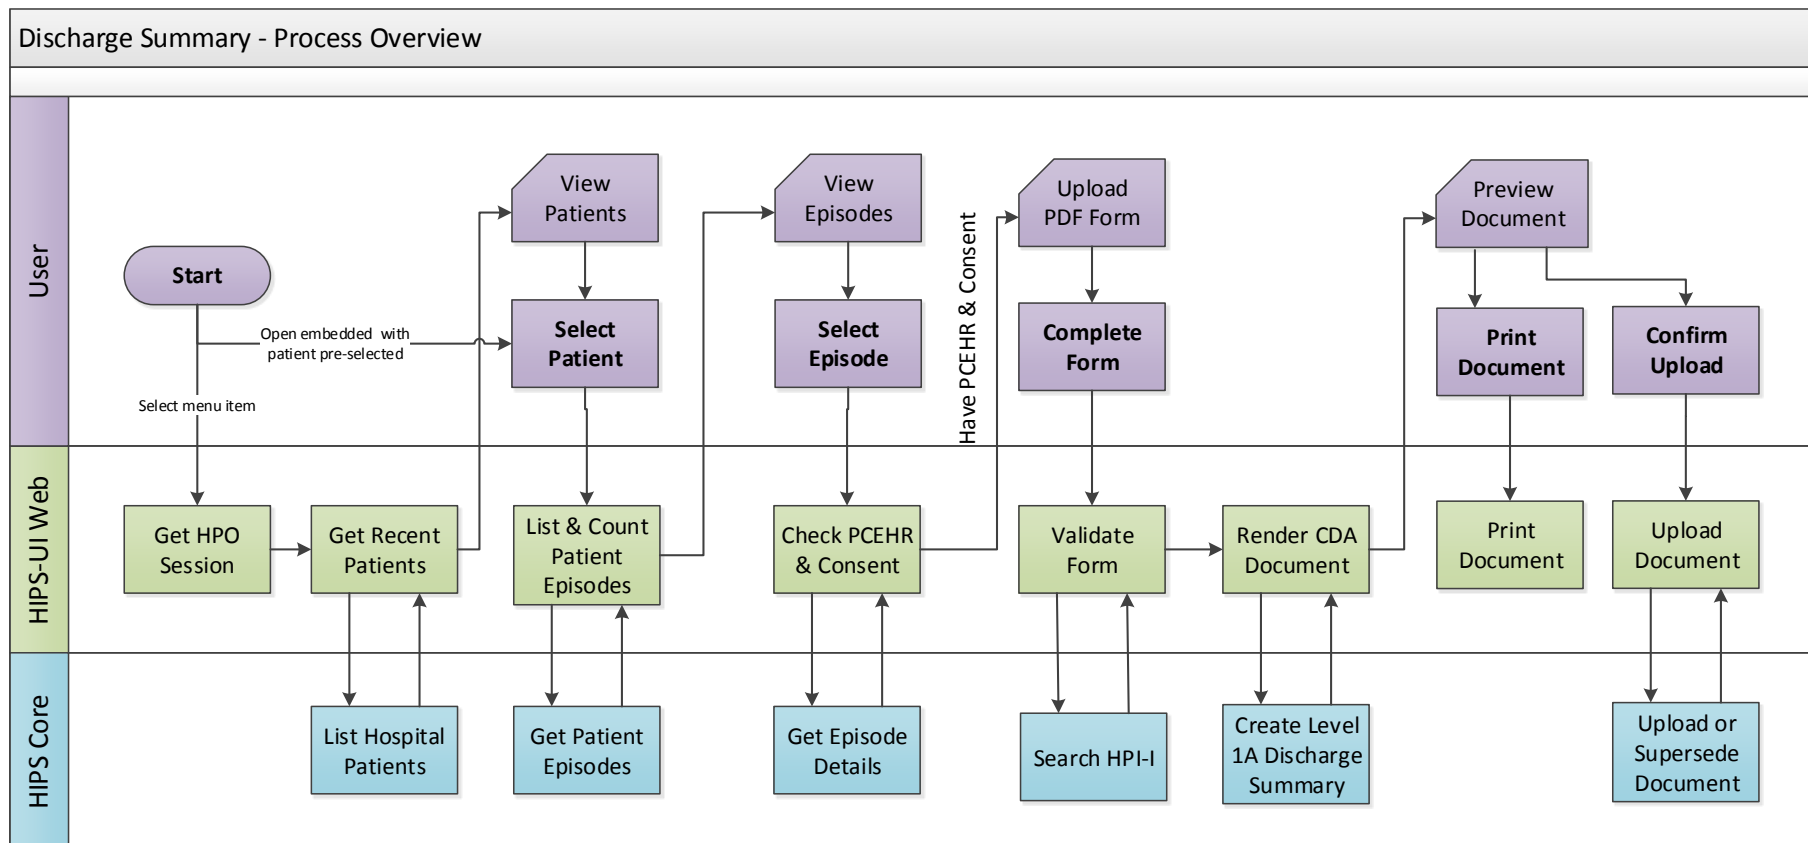 Discharge Summary - Process Overview
User
View
Patients
View
Episodes
Upload
PDF Form
Preview
Document
Start
Open embedded with
patient pre-selected
Select
Patient
Select
Episode
Have PCEHR & Consent
Complete
Form
Print
Document
Confirm
Upload
Select menu item
HIPS-UI Web
Get HPO
Session
Get Recent
Patients
List & Count
Patient
Episodes
Check PCEHR
& Consent
Validate
Form
Render CDA
Document
Print
Document
Upload
Document
HIPS Core
List Hospital
Patients
Get Patient
Episodes
Get Episode
Details
Search HPI-I
Create Level
1A Discharge
Summary
Upload or
Supersede
Document